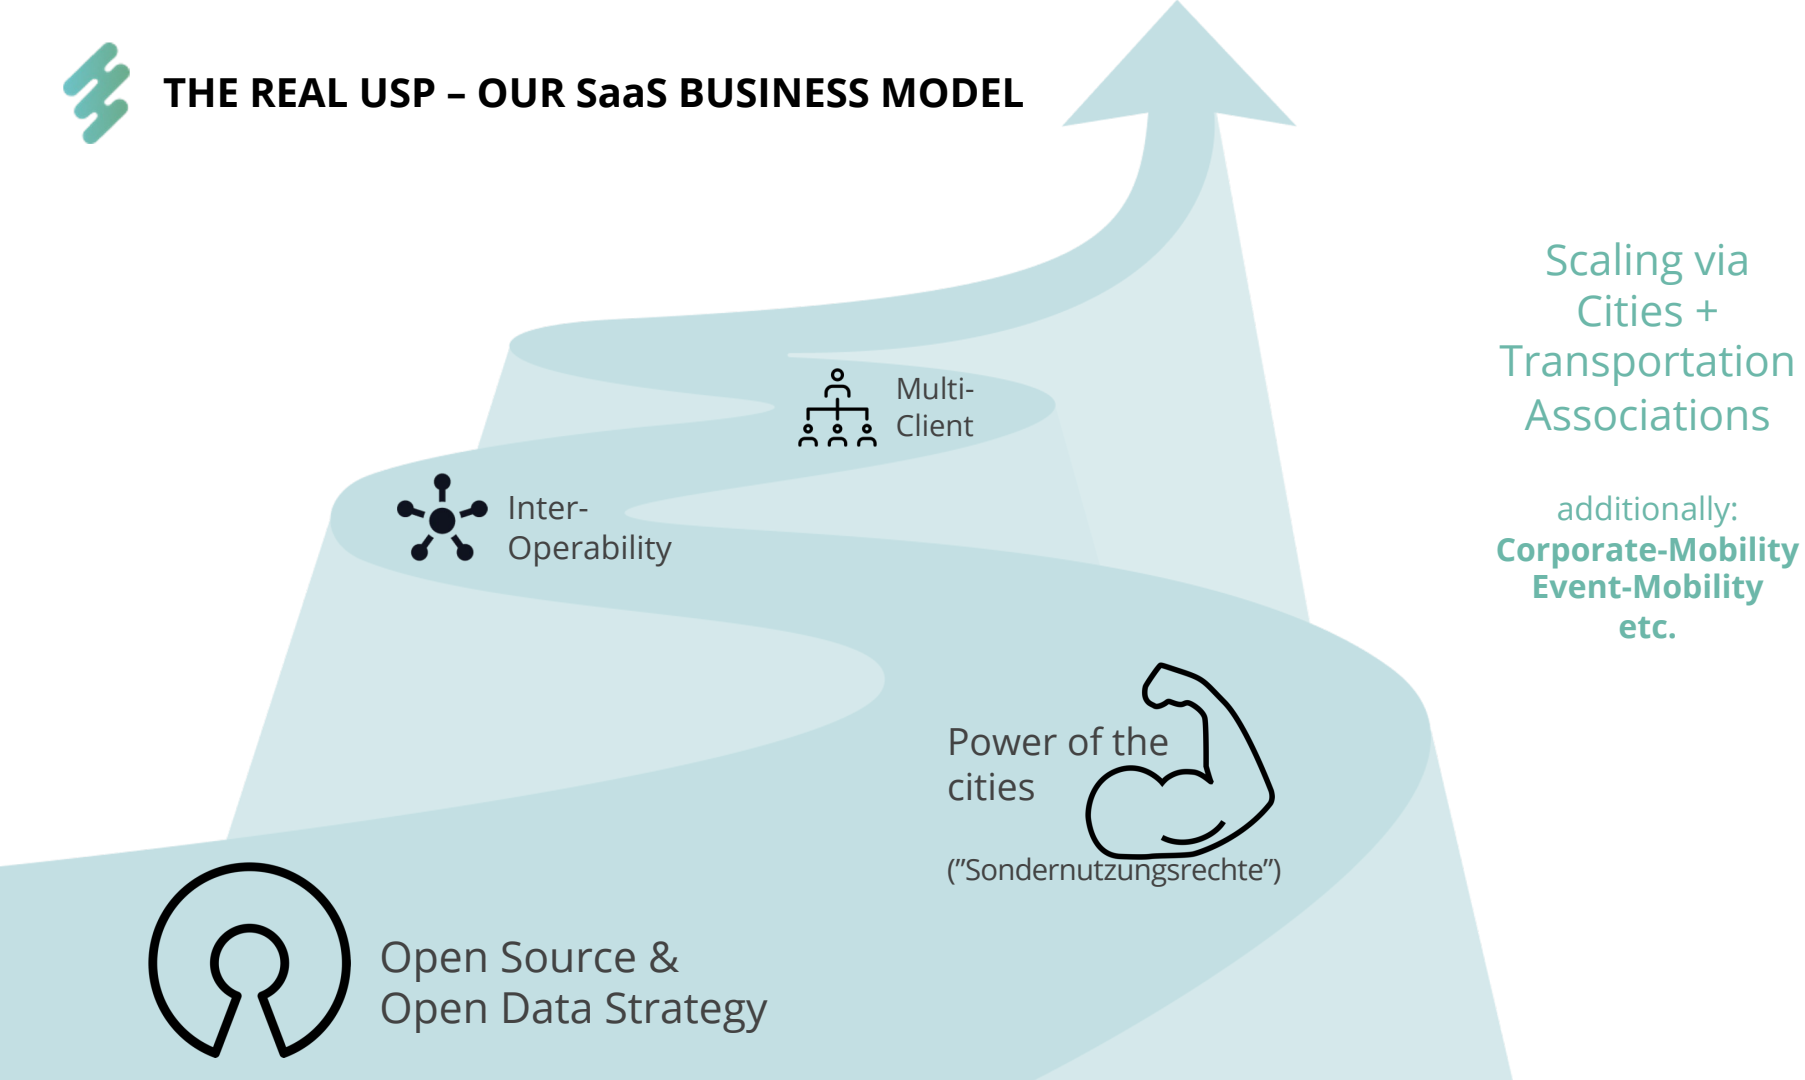 THE REAL USP – OUR SaaS BUSINESS MODEL
Scaling via
Cities +
Transportation
Associations
additionally:
Corporate-Mobility
Event-Mobility
etc.
Multi-
Client
Inter-
Operability
Power of the
cities
(”Sondernutzungsrechte”)
Open Source &
Open Data Strategy